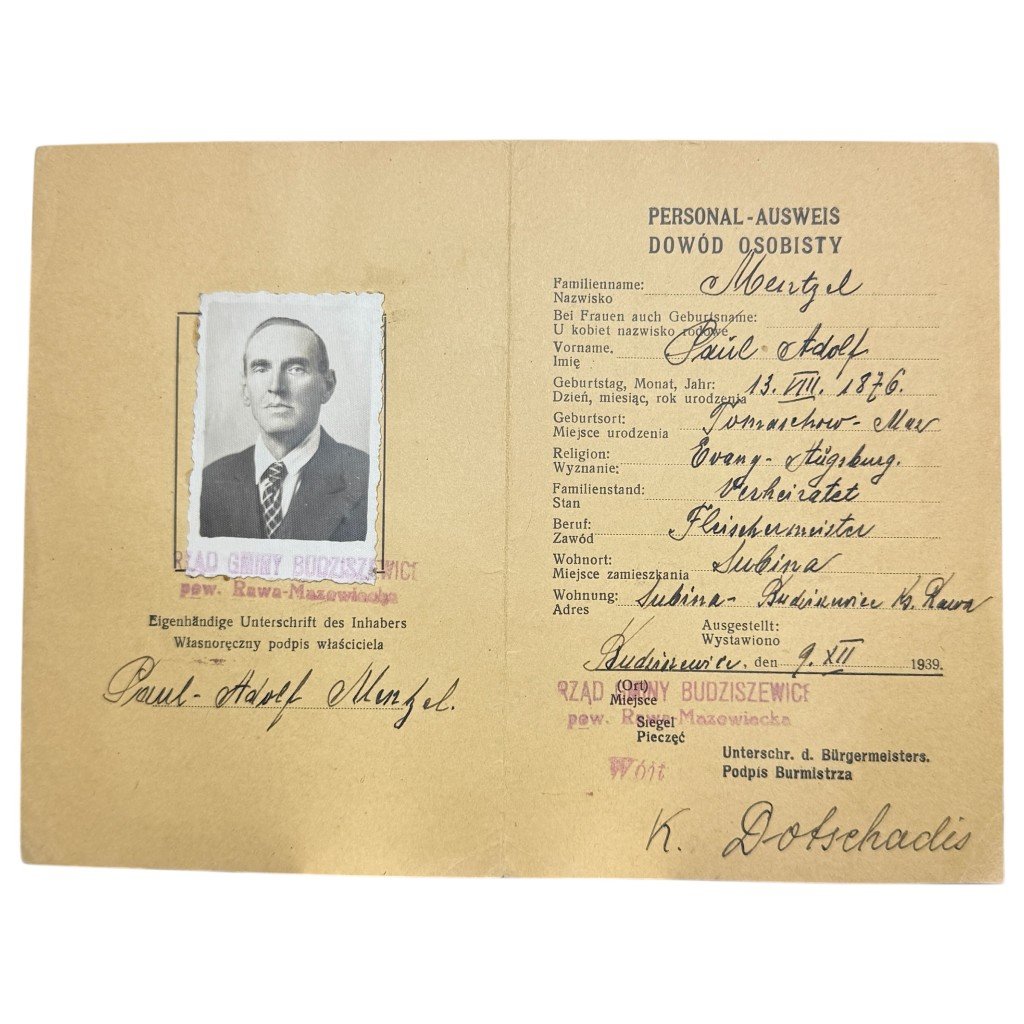 RZĄD GMINY BUDZISZEWICE
pow. Rawa-Mazowiecka
Eigenhändige Unterschrift des Inhabers
Własnoręczny podpis właściciela
Paul-Adolf Mentzel.
PERSONAL-AUSWEIS
DOWÓD OSOBISTY
Familienname: Mentzel
Nazwisko
Bei Frauen auch Geburtsname:
U kobiet nazwisko rodowe
Vorname. Paul Adolf
Imię
Geburtstag, Monat, Jahr: 13. VIII. 1876.
Dzień, miesiąc, rok urodzenia
Geburtsort: Tomaschow-Maz
Miejsce urodzenia
Religion: Evang-Augsburg.
Wyznanie:
Familienstand: Verheiratet
Stan
Beruf: Fleischermeister
Zawód
Wohnort: Lubina
Miejsce zamieszkania
Wohnung: Lubina-Budziszewice Kr. Rawa
Adres
Ausgestellt:
Wystawiono
Budziszewice, den 9. XII 1939.
(Ort)
Miejsce
RZĄD GMINY BUDZISZEWICE
pow. Rawa-Mazowiecka
Siegel
Pieczęć
Wójt
Unterschr. d. Bürgermeisters.
Podpis Burmistrza
K. Dotschadis